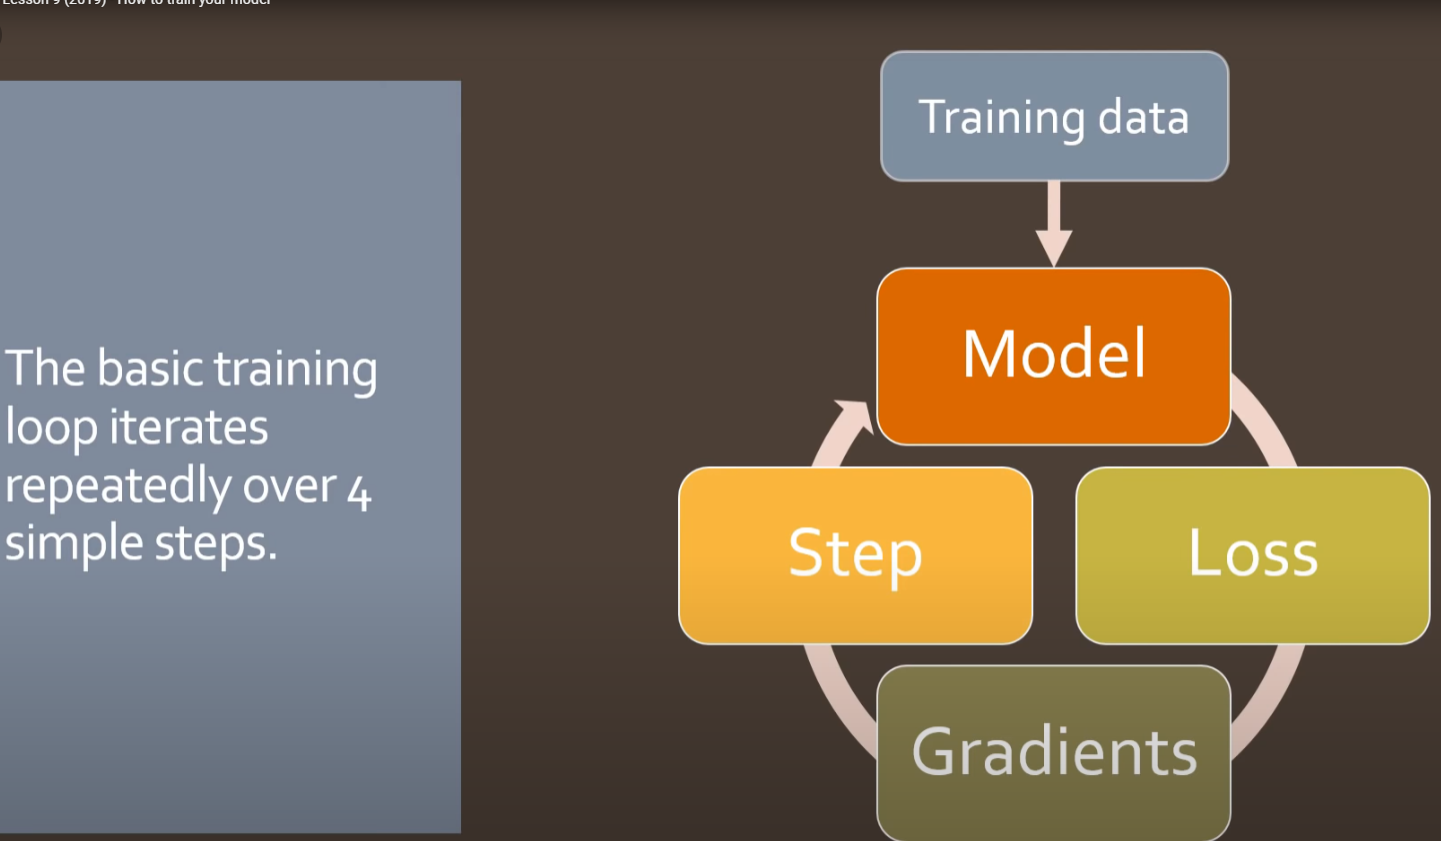 Lesson 9 (2019) - How to train your model
The basic training
loop iterates
repeatedly over 4
simple steps.
Training data
Model
Step
Loss
Gradients